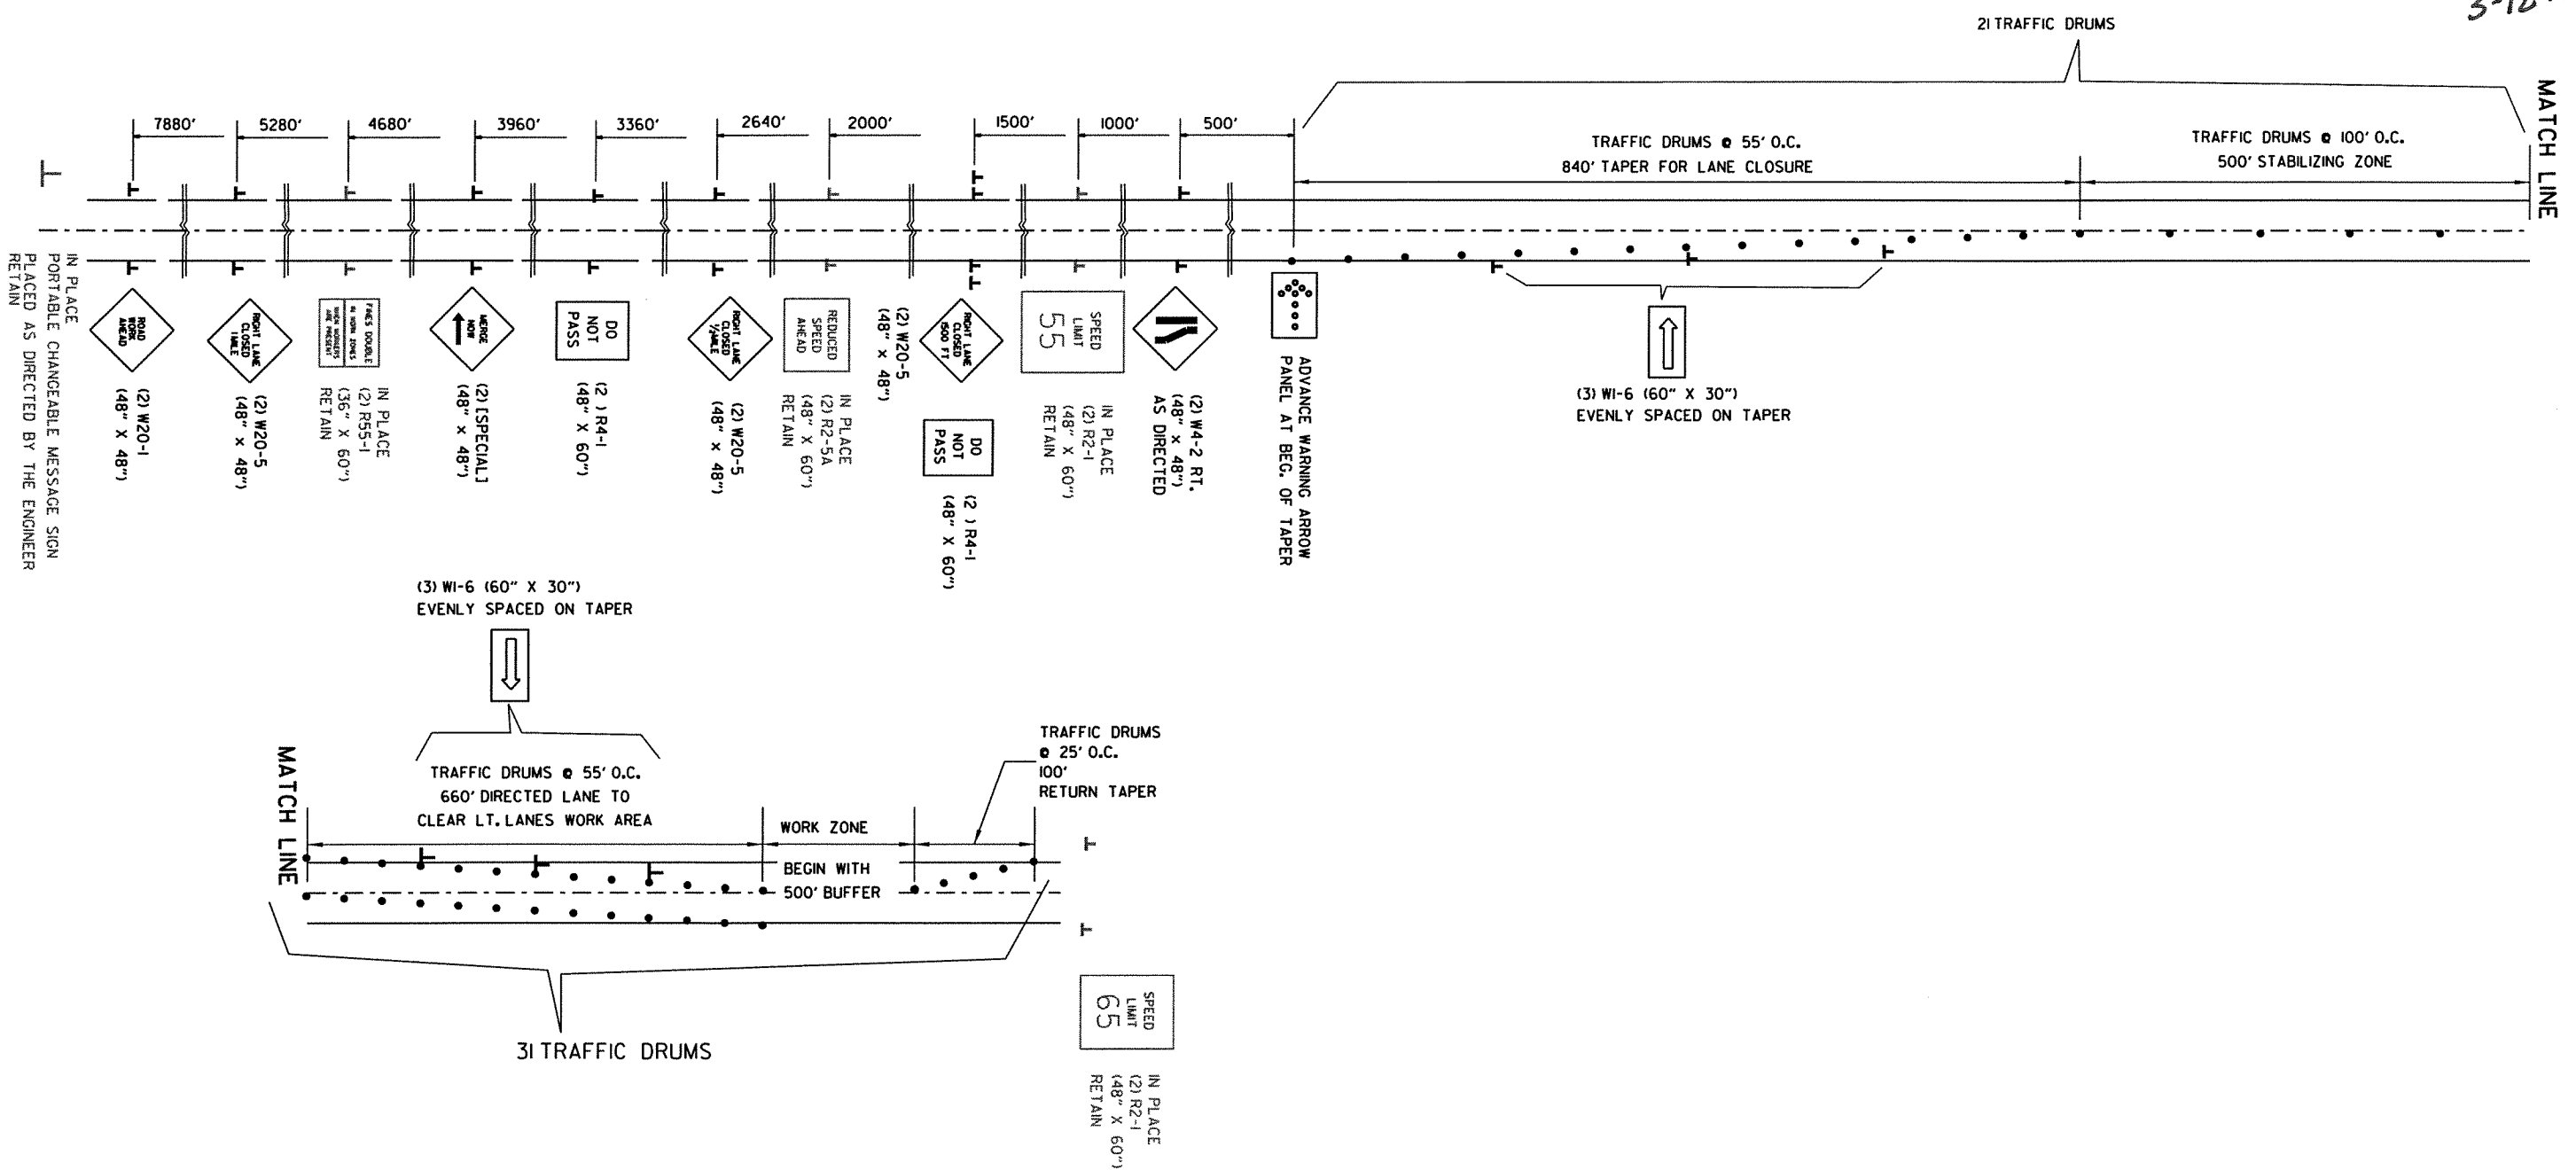 21 TRAFFIC DRUMS
MATCH LINE
7880'
5280'
4680'
3960'
3360'
2640'
2000'
1500'
1000'
500'
TRAFFIC DRUMS @ 55' O.C.
840' TAPER FOR LANE CLOSURE
TRAFFIC DRUMS @ 100' O.C.
500' STABILIZING ZONE
IN PLACE
PORTABLE CHANGEABLE MESSAGE SIGN
PLACED AS DIRECTED BY THE ENGINEER
RETAIN
ROAD
WORK
AHEAD
(2) W20-1
(48" X 48")
RIGHT LANE
CLOSED
1 MILE
(2) W20-5
(48" X 48")
FINES DOUBLE
IN WORK ZONES
WHEN WORKERS
ARE PRESENT
IN PLACE
(2) R55-1
(36" X 60")
RETAIN
MERGE
NOW
(2) [SPECIAL]
(48" X 48")
DO
NOT
PASS
(2 ) R4-1
(48" X 60")
RIGHT LANE
CLOSED
1/2 MILE
(2) W20-5
(48" X 48")
REDUCED
SPEED
AHEAD
IN PLACE
(2) R2-5A
(48" X 60")
RETAIN
(2) W20-5
(48" X 48")
RIGHT LANE
CLOSED
1500 FT
DO
NOT
PASS
(2 ) R4-1
(48" X 60")
SPEED
LIMIT
55
IN PLACE
(2) R2-1
(48" X 60")
RETAIN
(2) W4-2 RT.
(48" X 48")
AS DIRECTED
ADVANCE WARNING ARROW
PANEL AT BEG. OF TAPER
(3) W1-6 (60" X 30")
EVENLY SPACED ON TAPER
(3) W1-6 (60" X 30")
EVENLY SPACED ON TAPER
MATCH LINE
TRAFFIC DRUMS @ 55' O.C.
660' DIRECTED LANE TO
CLEAR LT. LANES WORK AREA
WORK ZONE
BEGIN WITH
500' BUFFER
TRAFFIC DRUMS
@ 25' O.C.
100'
RETURN TAPER
31 TRAFFIC DRUMS
SPEED
LIMIT
65
IN PLACE
(2) R2-1
(48" X 60")
RETAIN